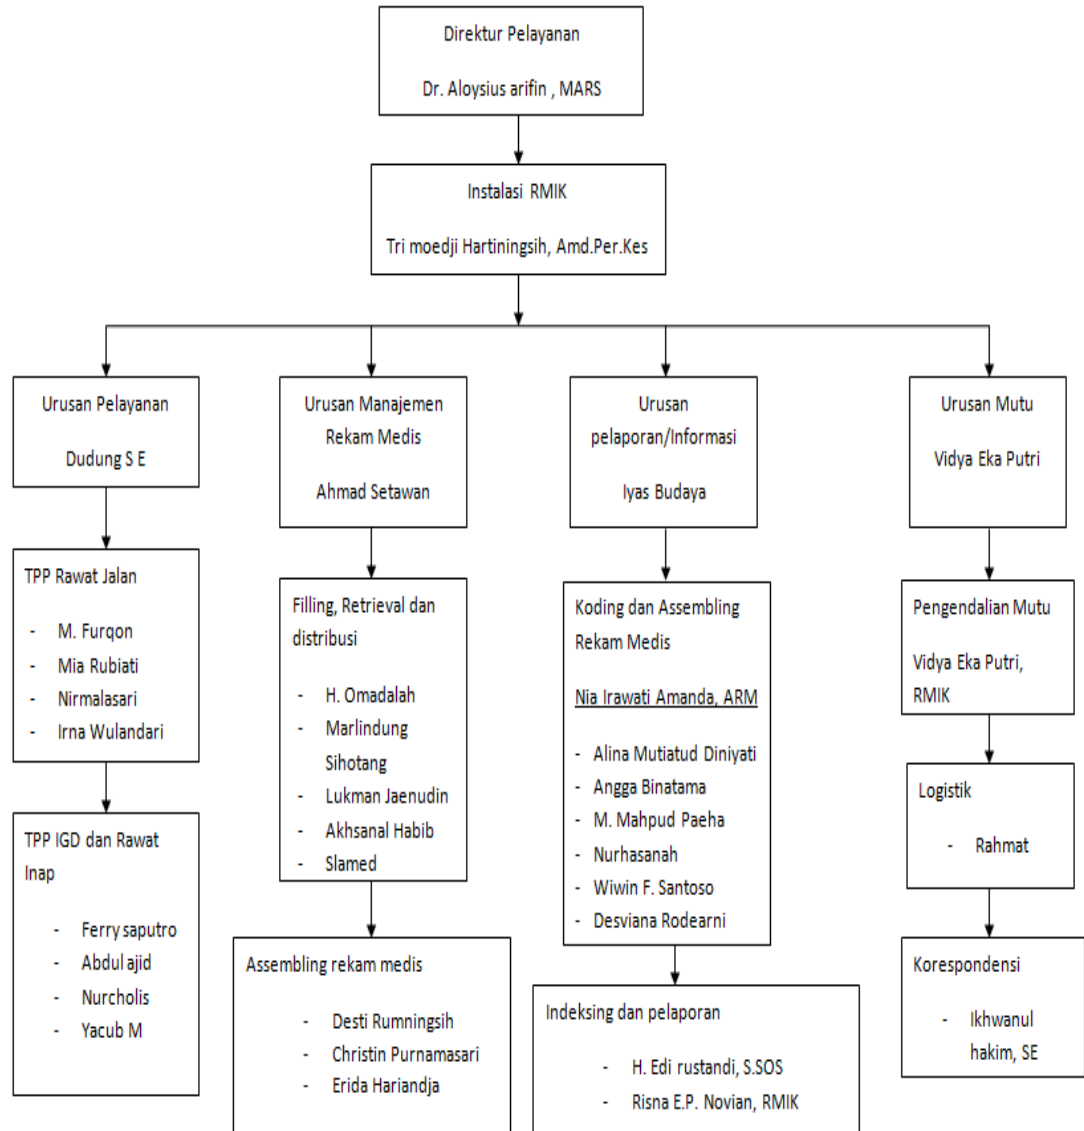 Direktur Pelayanan
Dr. Aloysius arifin , MARS
Instalasi RMIK
Tri moedji Hartiningsih, Amd.Per.Kes
Urusan Pelayanan
Dudung S E
TPP Rawat Jalan
- M. Furqon
- Mia Rubiati
- Nirmalasari
- Irna Wulandari
TPP IGD dan Rawat
Inap
- Ferry saputro
- Abdul ajid
- Nurcholis
- Yacub M
Urusan Manajemen
Rekam Medis
Ahmad Setawan
Filling, Retrieval dan
distribusi
- H. Omadalah
- Marlindung
Sihotang
- Lukman Jaenudin
- Akhsanal Habib
- Slamed
Assembling rekam medis
- Desti Rumningsih
- Christin Purnamasari
- Erida Hariandja
Urusan
pelaporan/Informasi
Iyas Budaya
Koding dan Assembling
Rekam Medis
Nia Irawati Amanda, ARM
- Alina Mutiatud Diniyati
- Angga Binatama
- M. Mahpud Paeha
- Nurhasanah
- Wiwin F. Santoso
- Desviana Rodearni
Indeksing dan pelaporan
- H. Edi rustandi, S.SOS
- Risna E.P. Novian, RMIK
Urusan Mutu
Vidya Eka Putri
Pengendalian Mutu
Vidya Eka Putri,
RMIK
Logistik
- Rahmat
Korespondensi
- Ikhwanul
hakim, SE